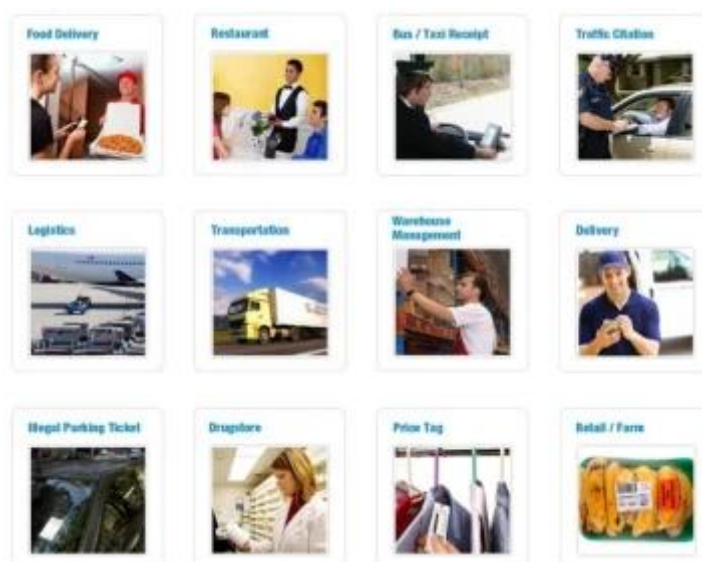 Food Delivery
Restaurant
Bus / Taxi Receipt
Traffic Citation
Logistics
Transportation
Warehouse
Management
Delivery
Illegal Parking Ticket
Drugstore
Price Tag
Retail / Farm